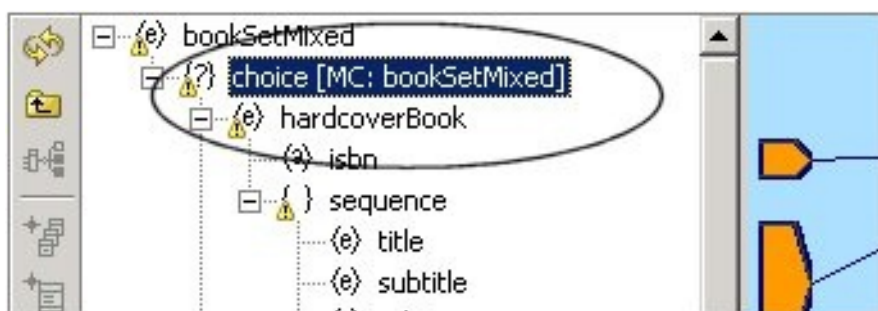 (e) bookSetMixed
{?} choice [MC: bookSetMixed]
(e) hardcoverBook
(a) isbn
{ } sequence
(e) title
(e) subtitle